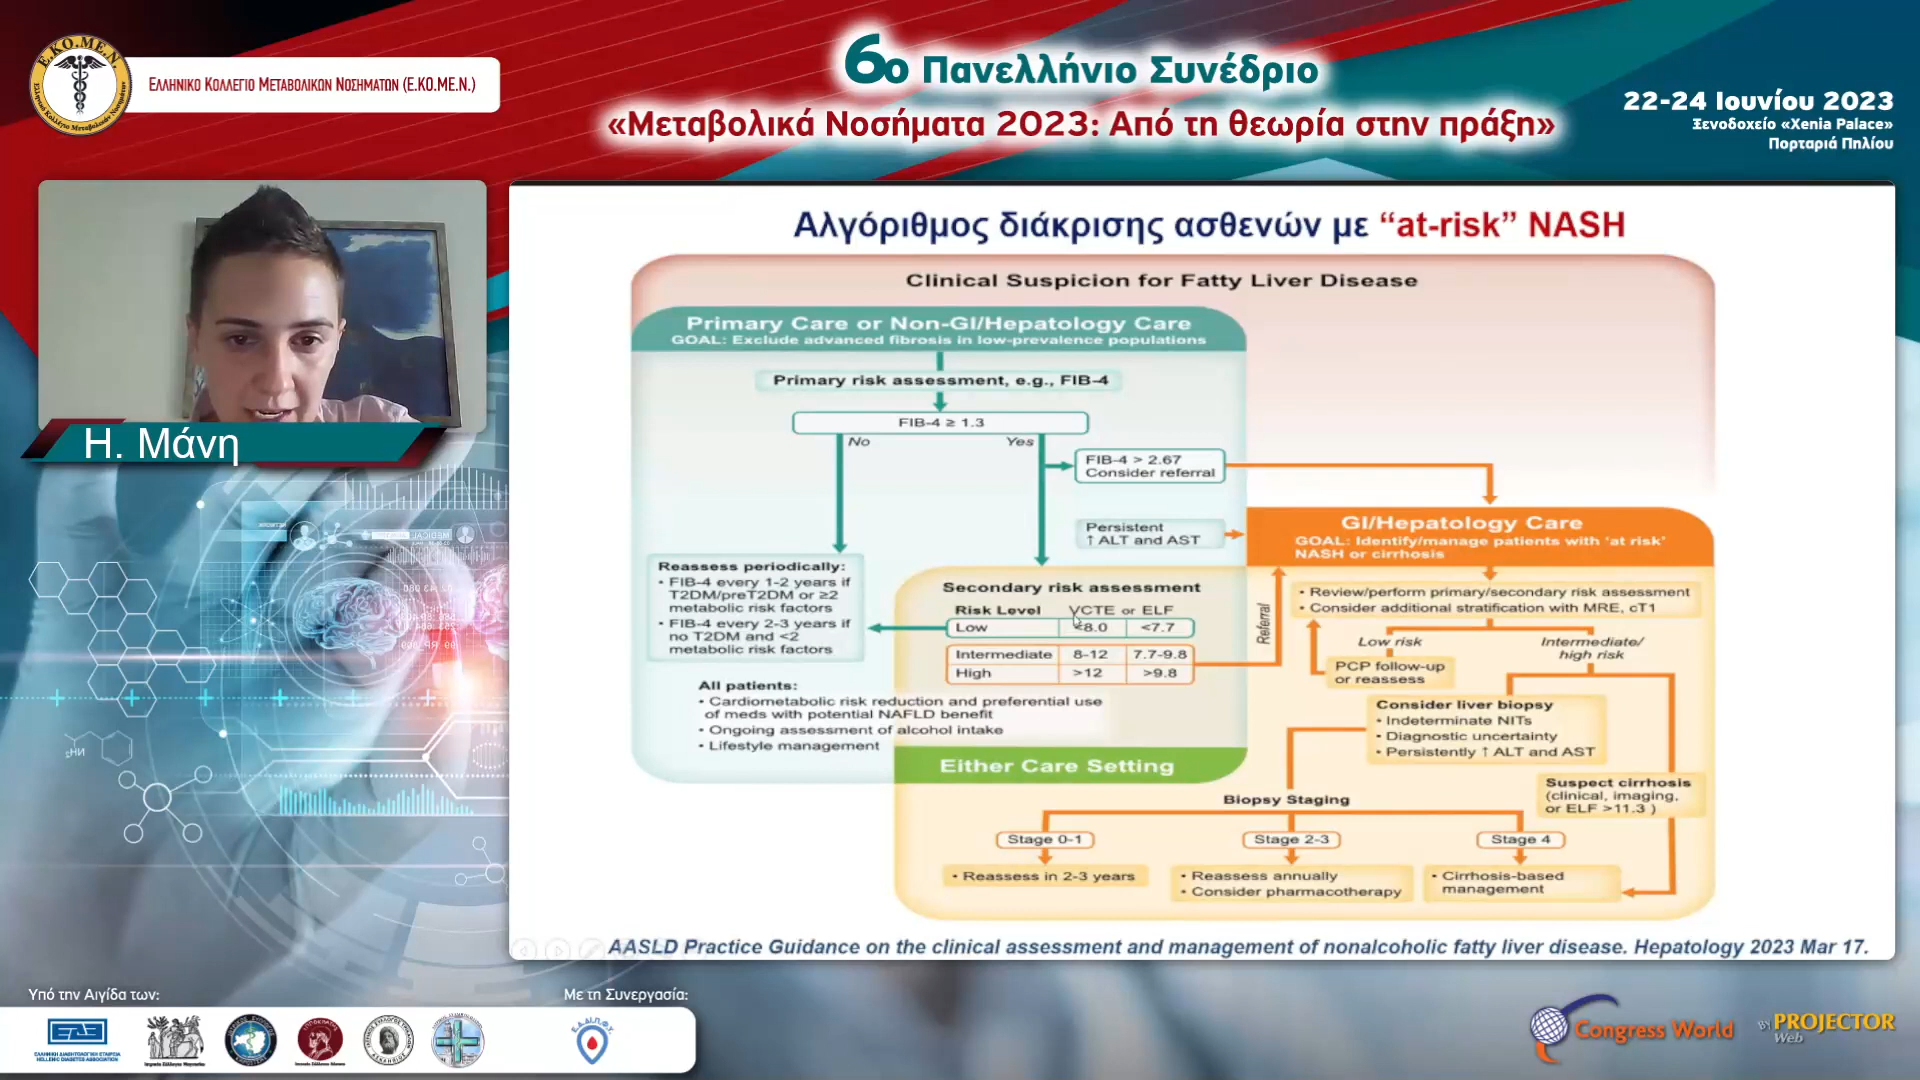 Ε.ΚΟ.ΜΕ.Ν.
ΕΛΛΗΝΙΚΟ ΚΟΛΛΕΓΙΟ ΜΕΤΑΒΟΛΙΚΩΝ ΝΟΣΗΜΑΤΩΝ (Ε.ΚΟ.ΜΕ.Ν.)
6ο Πανελλήνιο Συνέδριο
«Μεταβολικά Νοσήματα 2023: Από τη θεωρία στην πράξη»
22-24 Ιουνίου 2023
Ξενοδοχείο «Xenia Palace»
Πορταριά Πηλίου
Η. Μάνη
Αλγόριθμος διάκρισης ασθενών με “at-risk” NASH
Clinical Suspicion for Fatty Liver Disease
Primary Care or Non-GI/Hepatology Care
GOAL: Exclude advanced fibrosis in low-prevalence populations
Primary risk assessment, e.g., FIB-4
FIB-4 ≥ 1.3
No
Yes
FIB-4 > 2.67
Consider referral
Persistent
↑ ALT and AST
Reassess periodically:
• FIB-4 every 1-2 years if
T2DM/preT2DM or ≥2
metabolic risk factors
• FIB-4 every 2-3 years if
no T2DM and <2
metabolic risk factors
Secondary risk assessment
Risk Level VCTE or ELF
Low <8.0 <7.7
Intermediate 8-12 7.7-9.8
High >12 >9.8
Referral
All patients:
• Cardiometabolic risk reduction and preferential use
of meds with potential NAFLD benefit
• Ongoing assessment of alcohol intake
• Lifestyle management
Either Care Setting
GI/Hepatology Care
GOAL: Identify/manage patients with ‘at risk’
NASH or cirrhosis
• Review/perform primary/secondary risk assessment
• Consider additional stratification with MRE, cT1
Low risk
Intermediate/
high risk
PCP follow-up
or reassess
Consider liver biopsy
• Indeterminate NITs
• Diagnostic uncertainty
• Persistently ↑ ALT and AST
Suspect cirrhosis
(clinical, imaging,
or ELF >11.3 )
Biopsy Staging
Stage 0-1
Stage 2-3
Stage 4
• Reassess in 2-3 years
• Reassess annually
• Consider pharmacotherapy
• Cirrhosis-based
management
AASLD Practice Guidance on the clinical assessment and management of nonalcoholic fatty liver disease. Hepatology 2023 Mar 17.
Υπό την Αιγίδα των:
Με τη Συνεργασία:
ΕΔΕ
ΕΛΛΗΝΙΚΗ ΔΙΑΒΗΤΟΛΟΓΙΚΗ ΕΤΑΙΡΕΙΑ
HELLENIC DIABETES ASSOCIATION
Congress World
BY PROJECTOR
Web